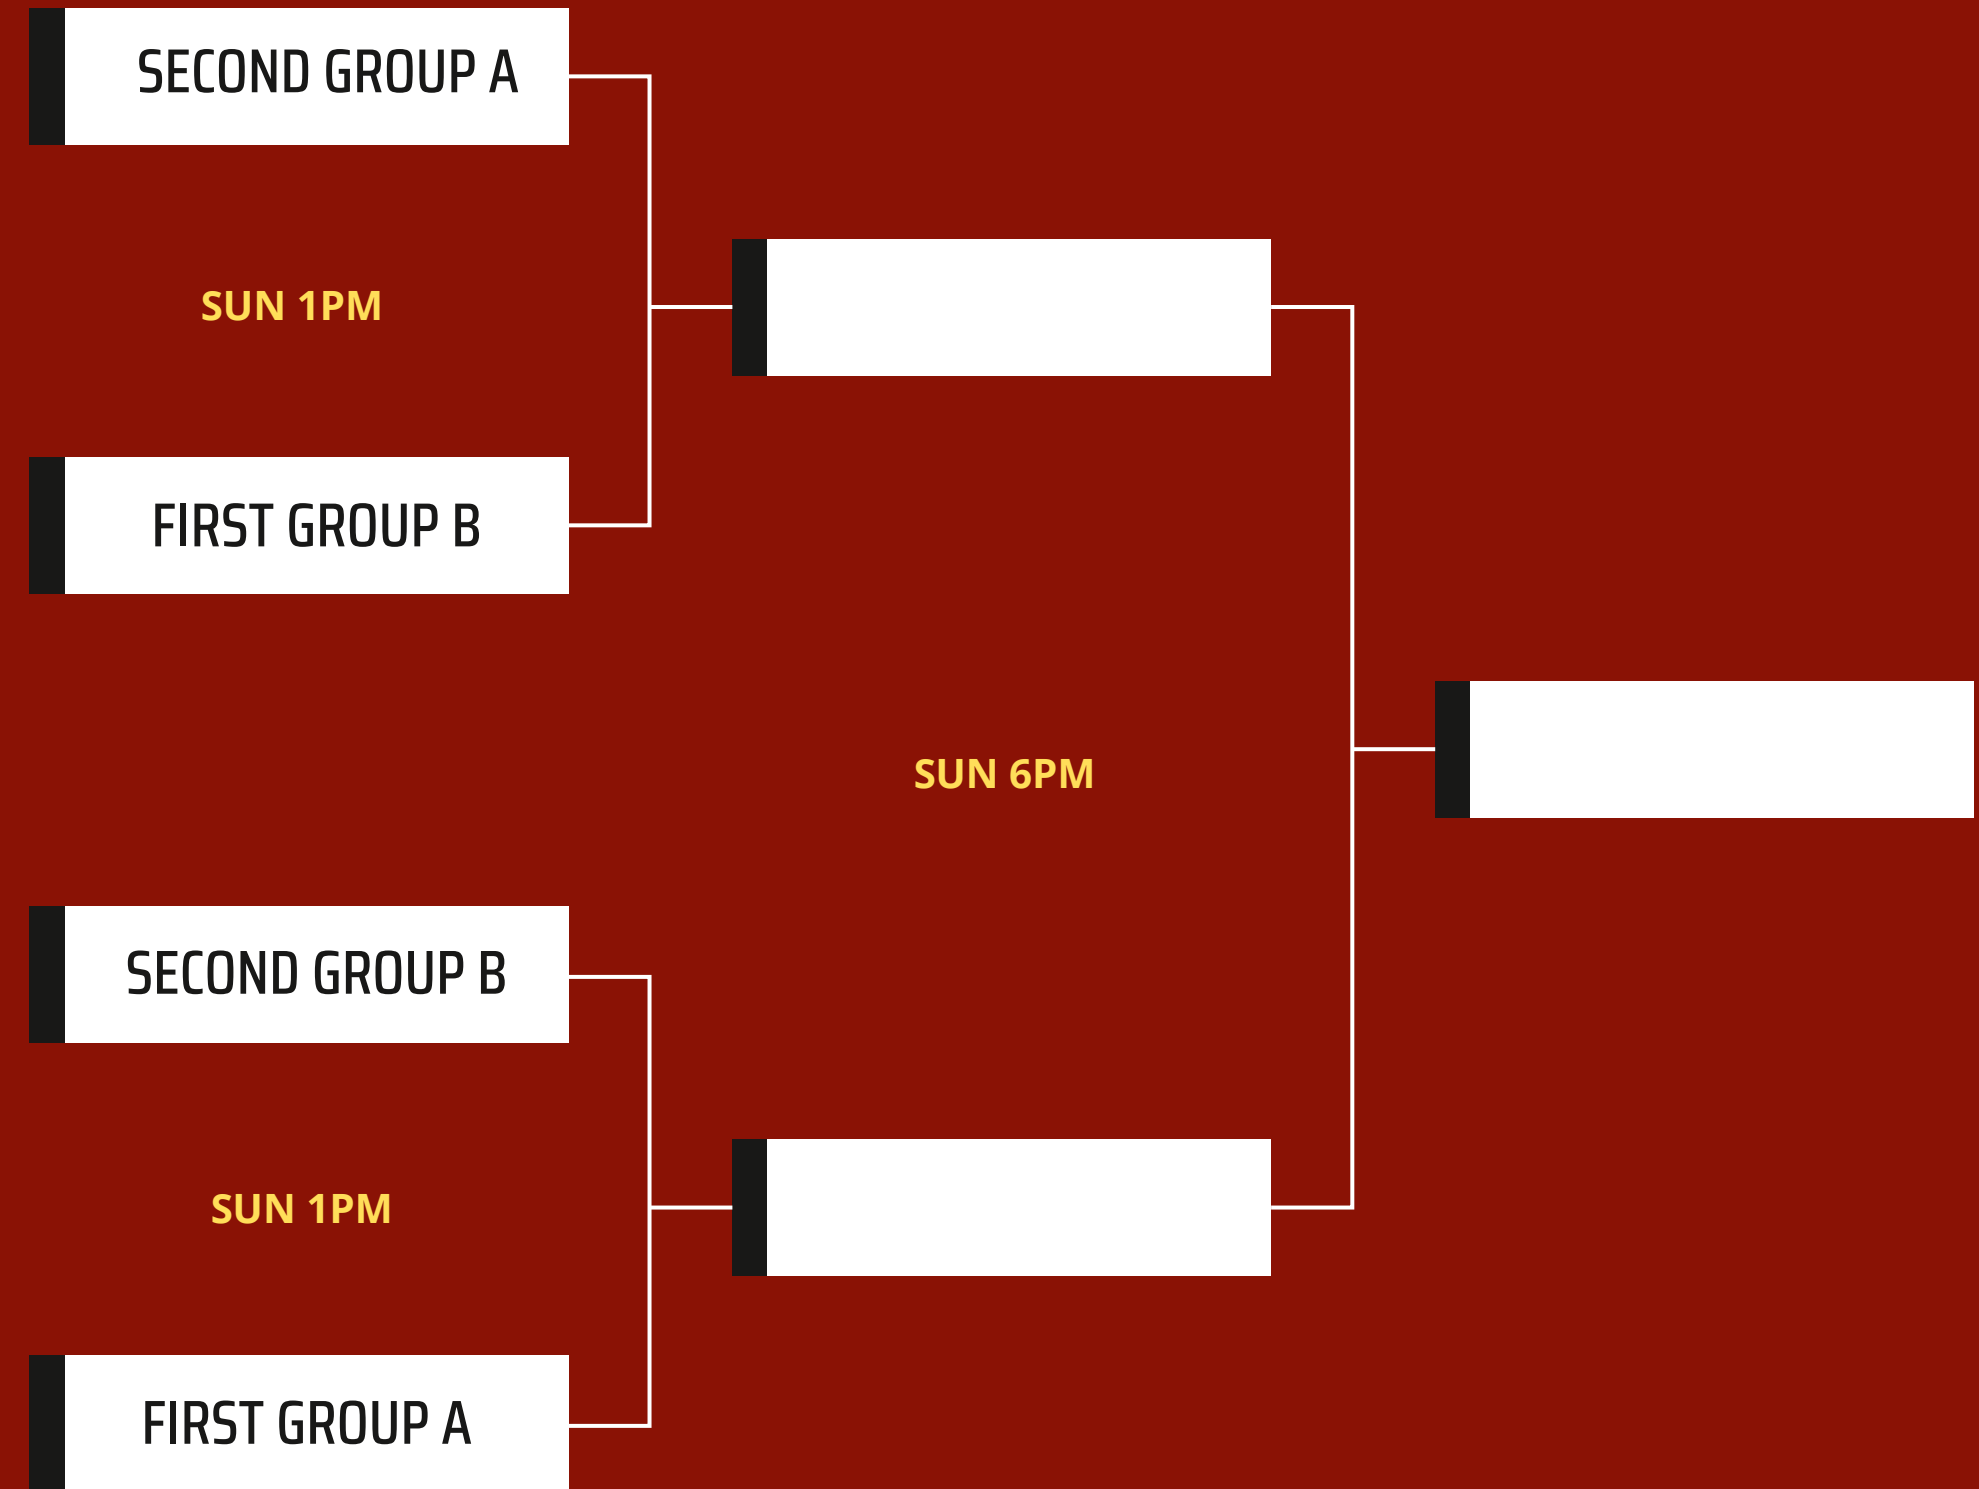 SECOND GROUP A
SUN 1PM
FIRST GROUP B
SUN 6PM
SECOND GROUP B
SUN 1PM
FIRST GROUP A